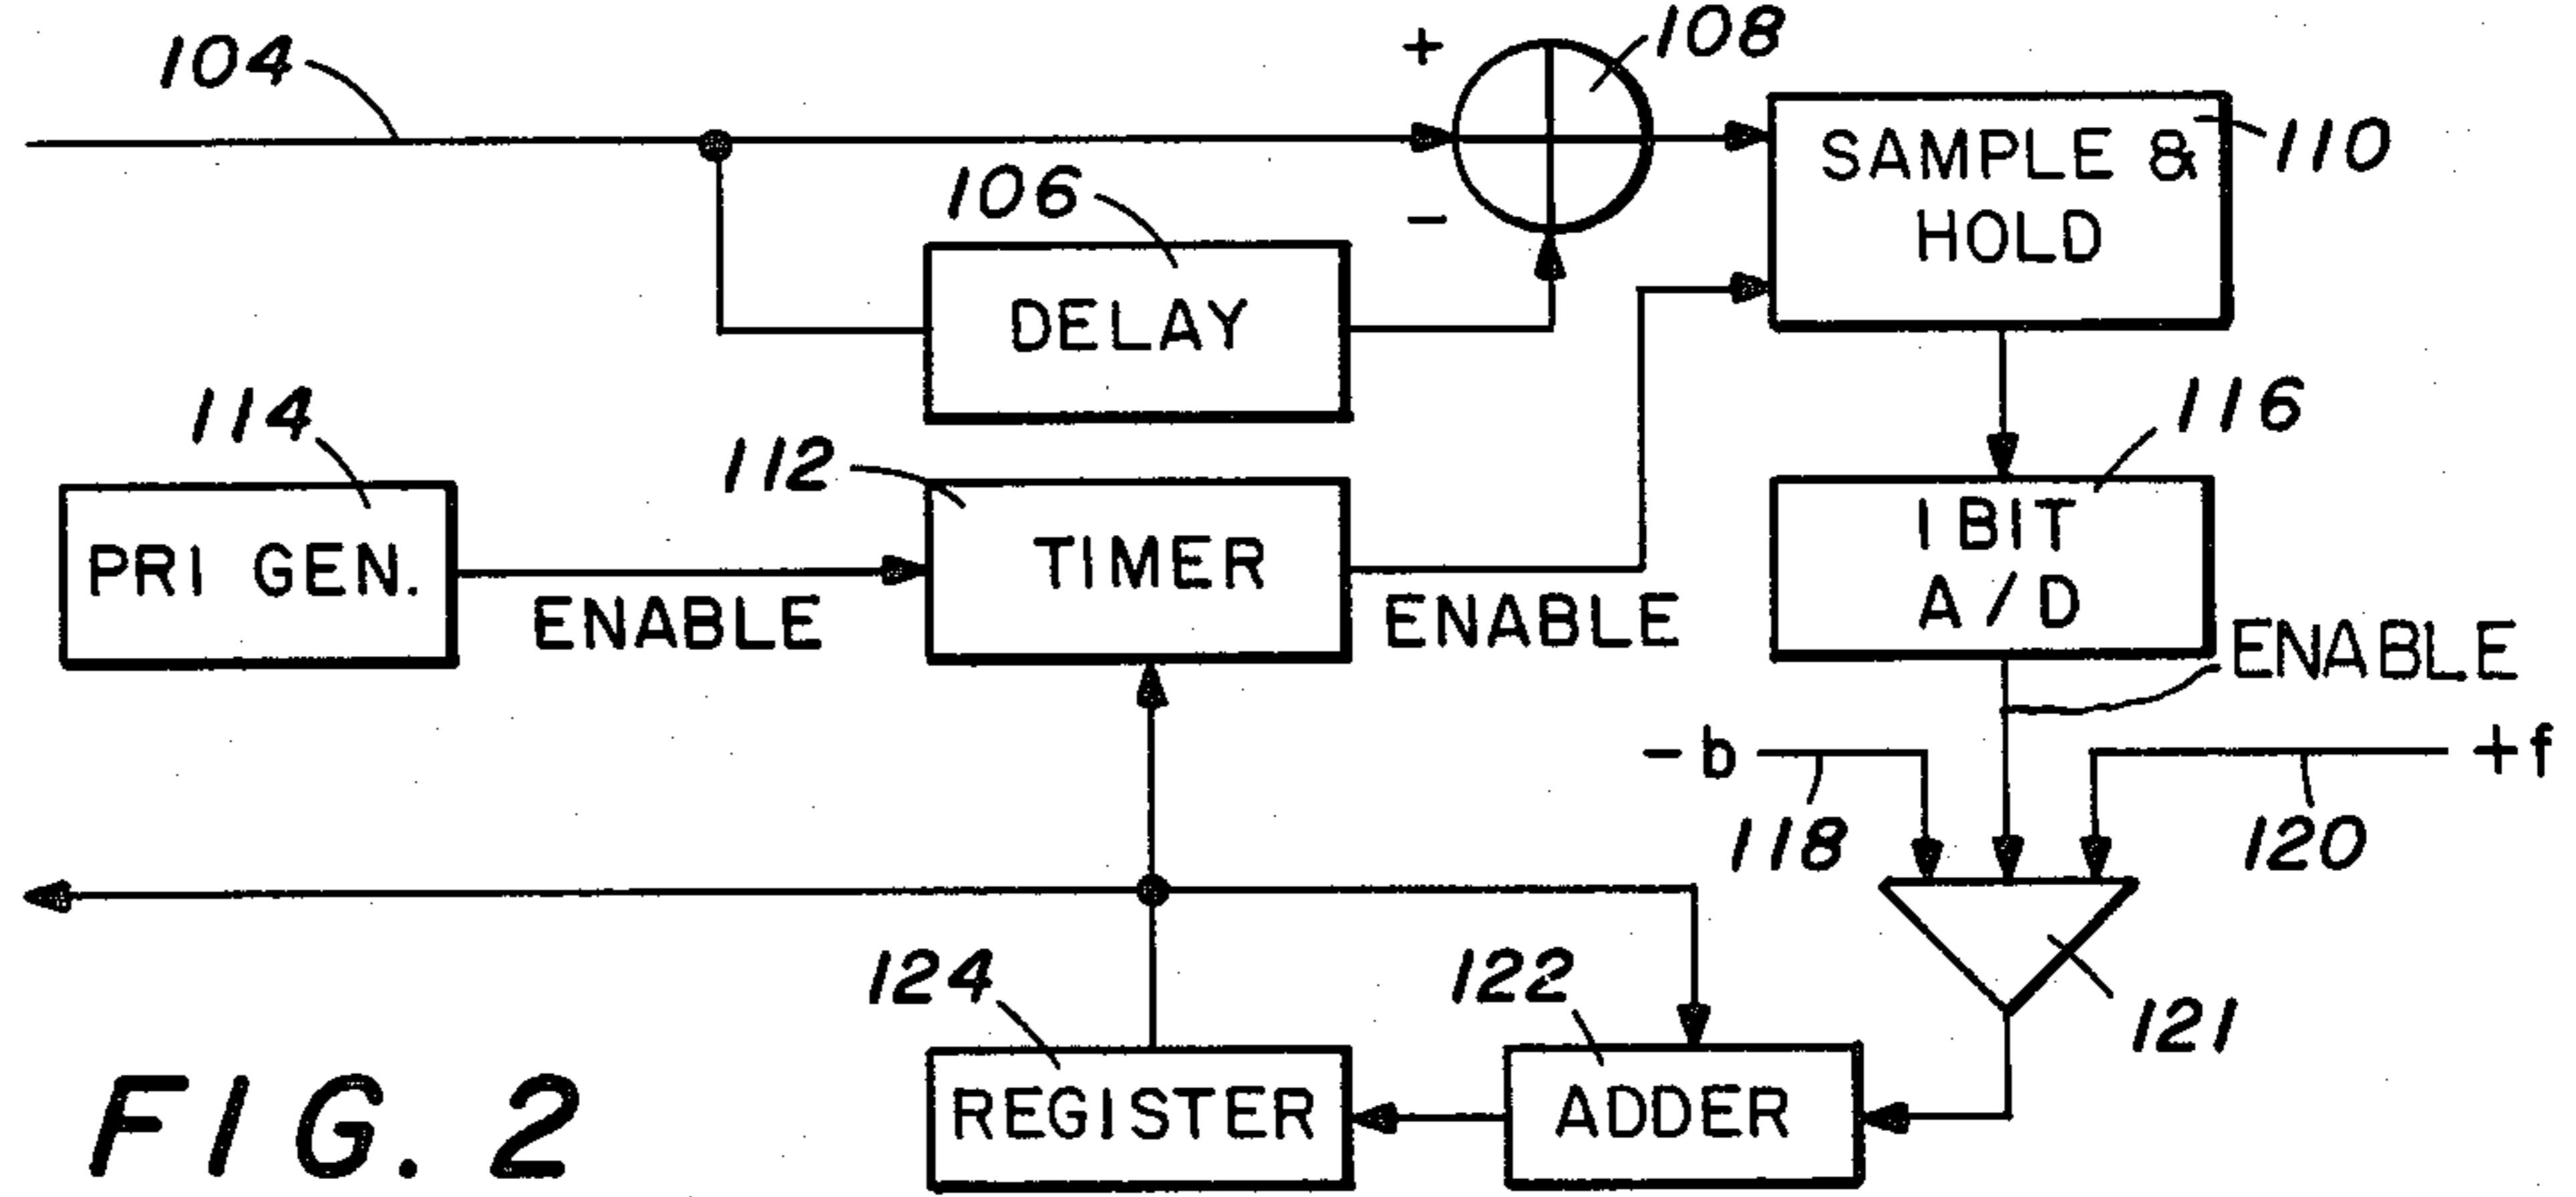 104
+
108
SAMPLE &
HOLD
110
106
-
DELAY
114
112
116
PRI GEN.
ENABLE
TIMER
ENABLE
1 BIT
A/D
ENABLE
-b
+f
118
120
124
122
121
REGISTER
ADDER
FIG. 2